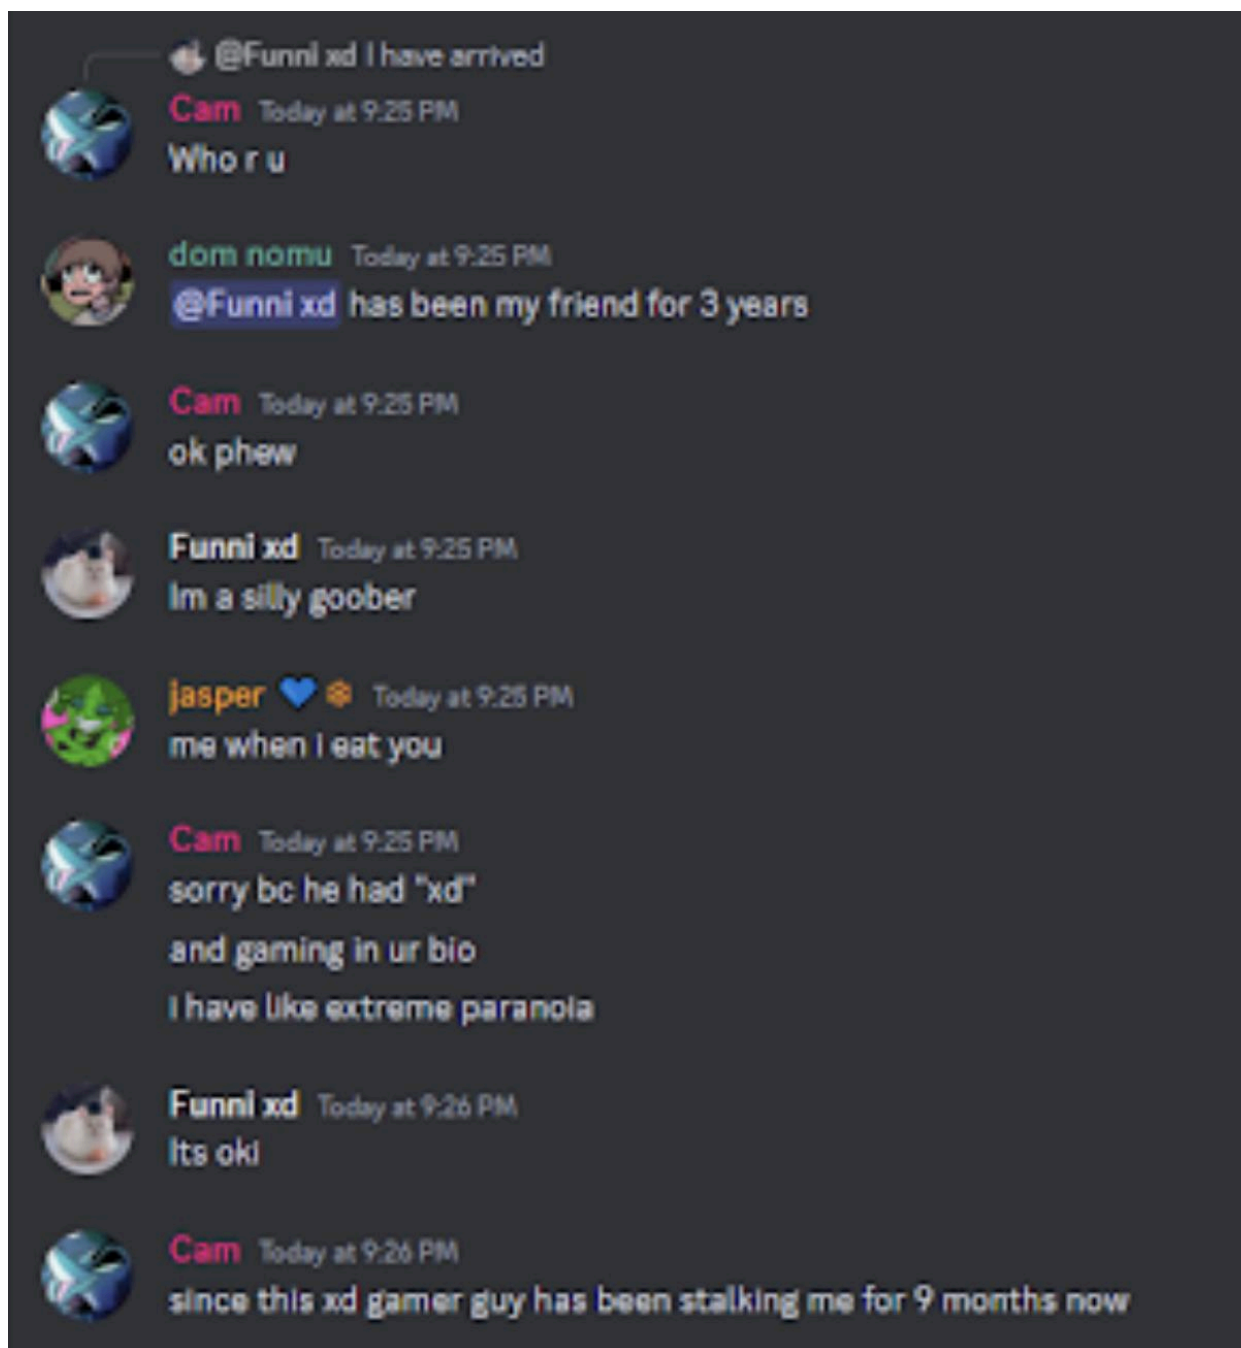 @Funni xd I have arrived
Cam Today at 9:25 PM
Who r u
dom nomu Today at 9:25 PM
@Funni xd has been my friend for 3 years
Cam Today at 9:25 PM
ok phew
Funni xd Today at 9:25 PM
Im a silly goober
jasper 💙 Today at 9:25 PM
me when i eat you
Cam Today at 9:25 PM
sorry bc he had "xd"
and gaming in ur bio
i have like extreme paranoia
Funni xd Today at 9:26 PM
Its oki
Cam Today at 9:26 PM
since this xd gamer guy has been stalking me for 9 months now